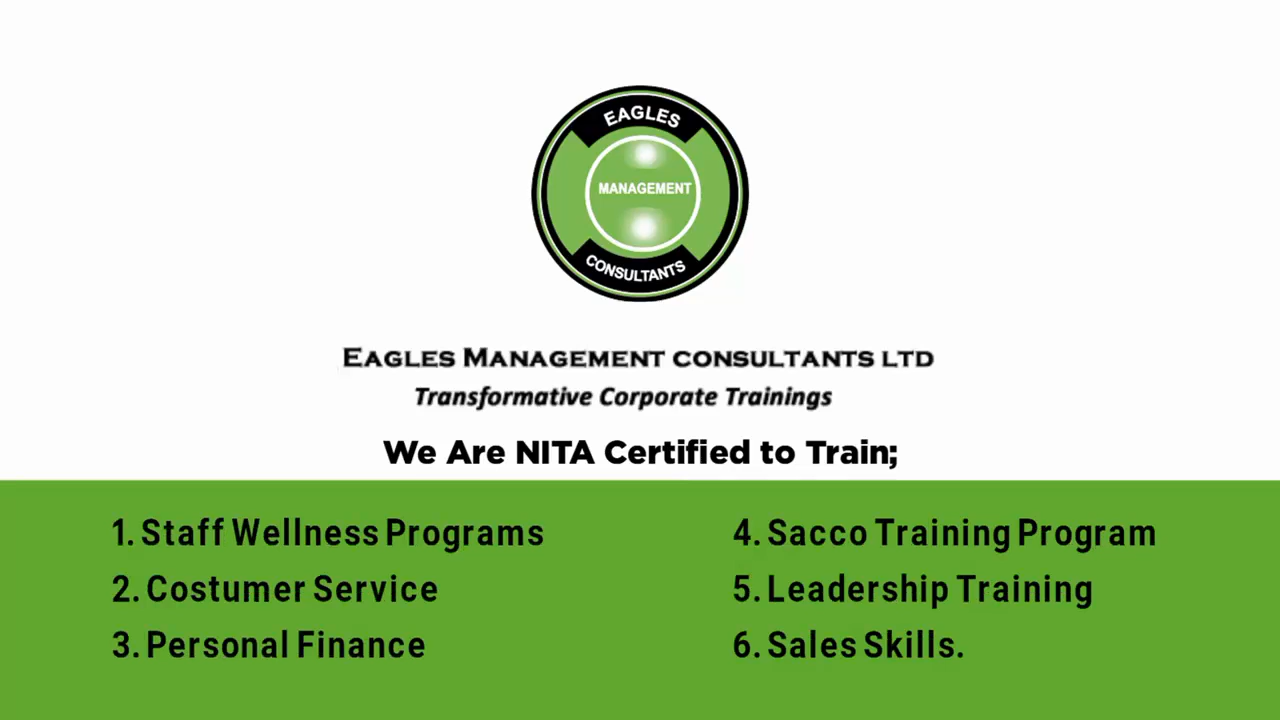 EAGLES
MANAGEMENT
CONSULTANTS
EAGLES MANAGEMENT CONSULTANTS LTD
Transformative Corporate Trainings
We Are NITA Certified to Train;
1. Staff Wellness Programs
2. Costumer Service
3. Personal Finance
4. Sacco Training Program
5. Leadership Training
6. Sales Skills.